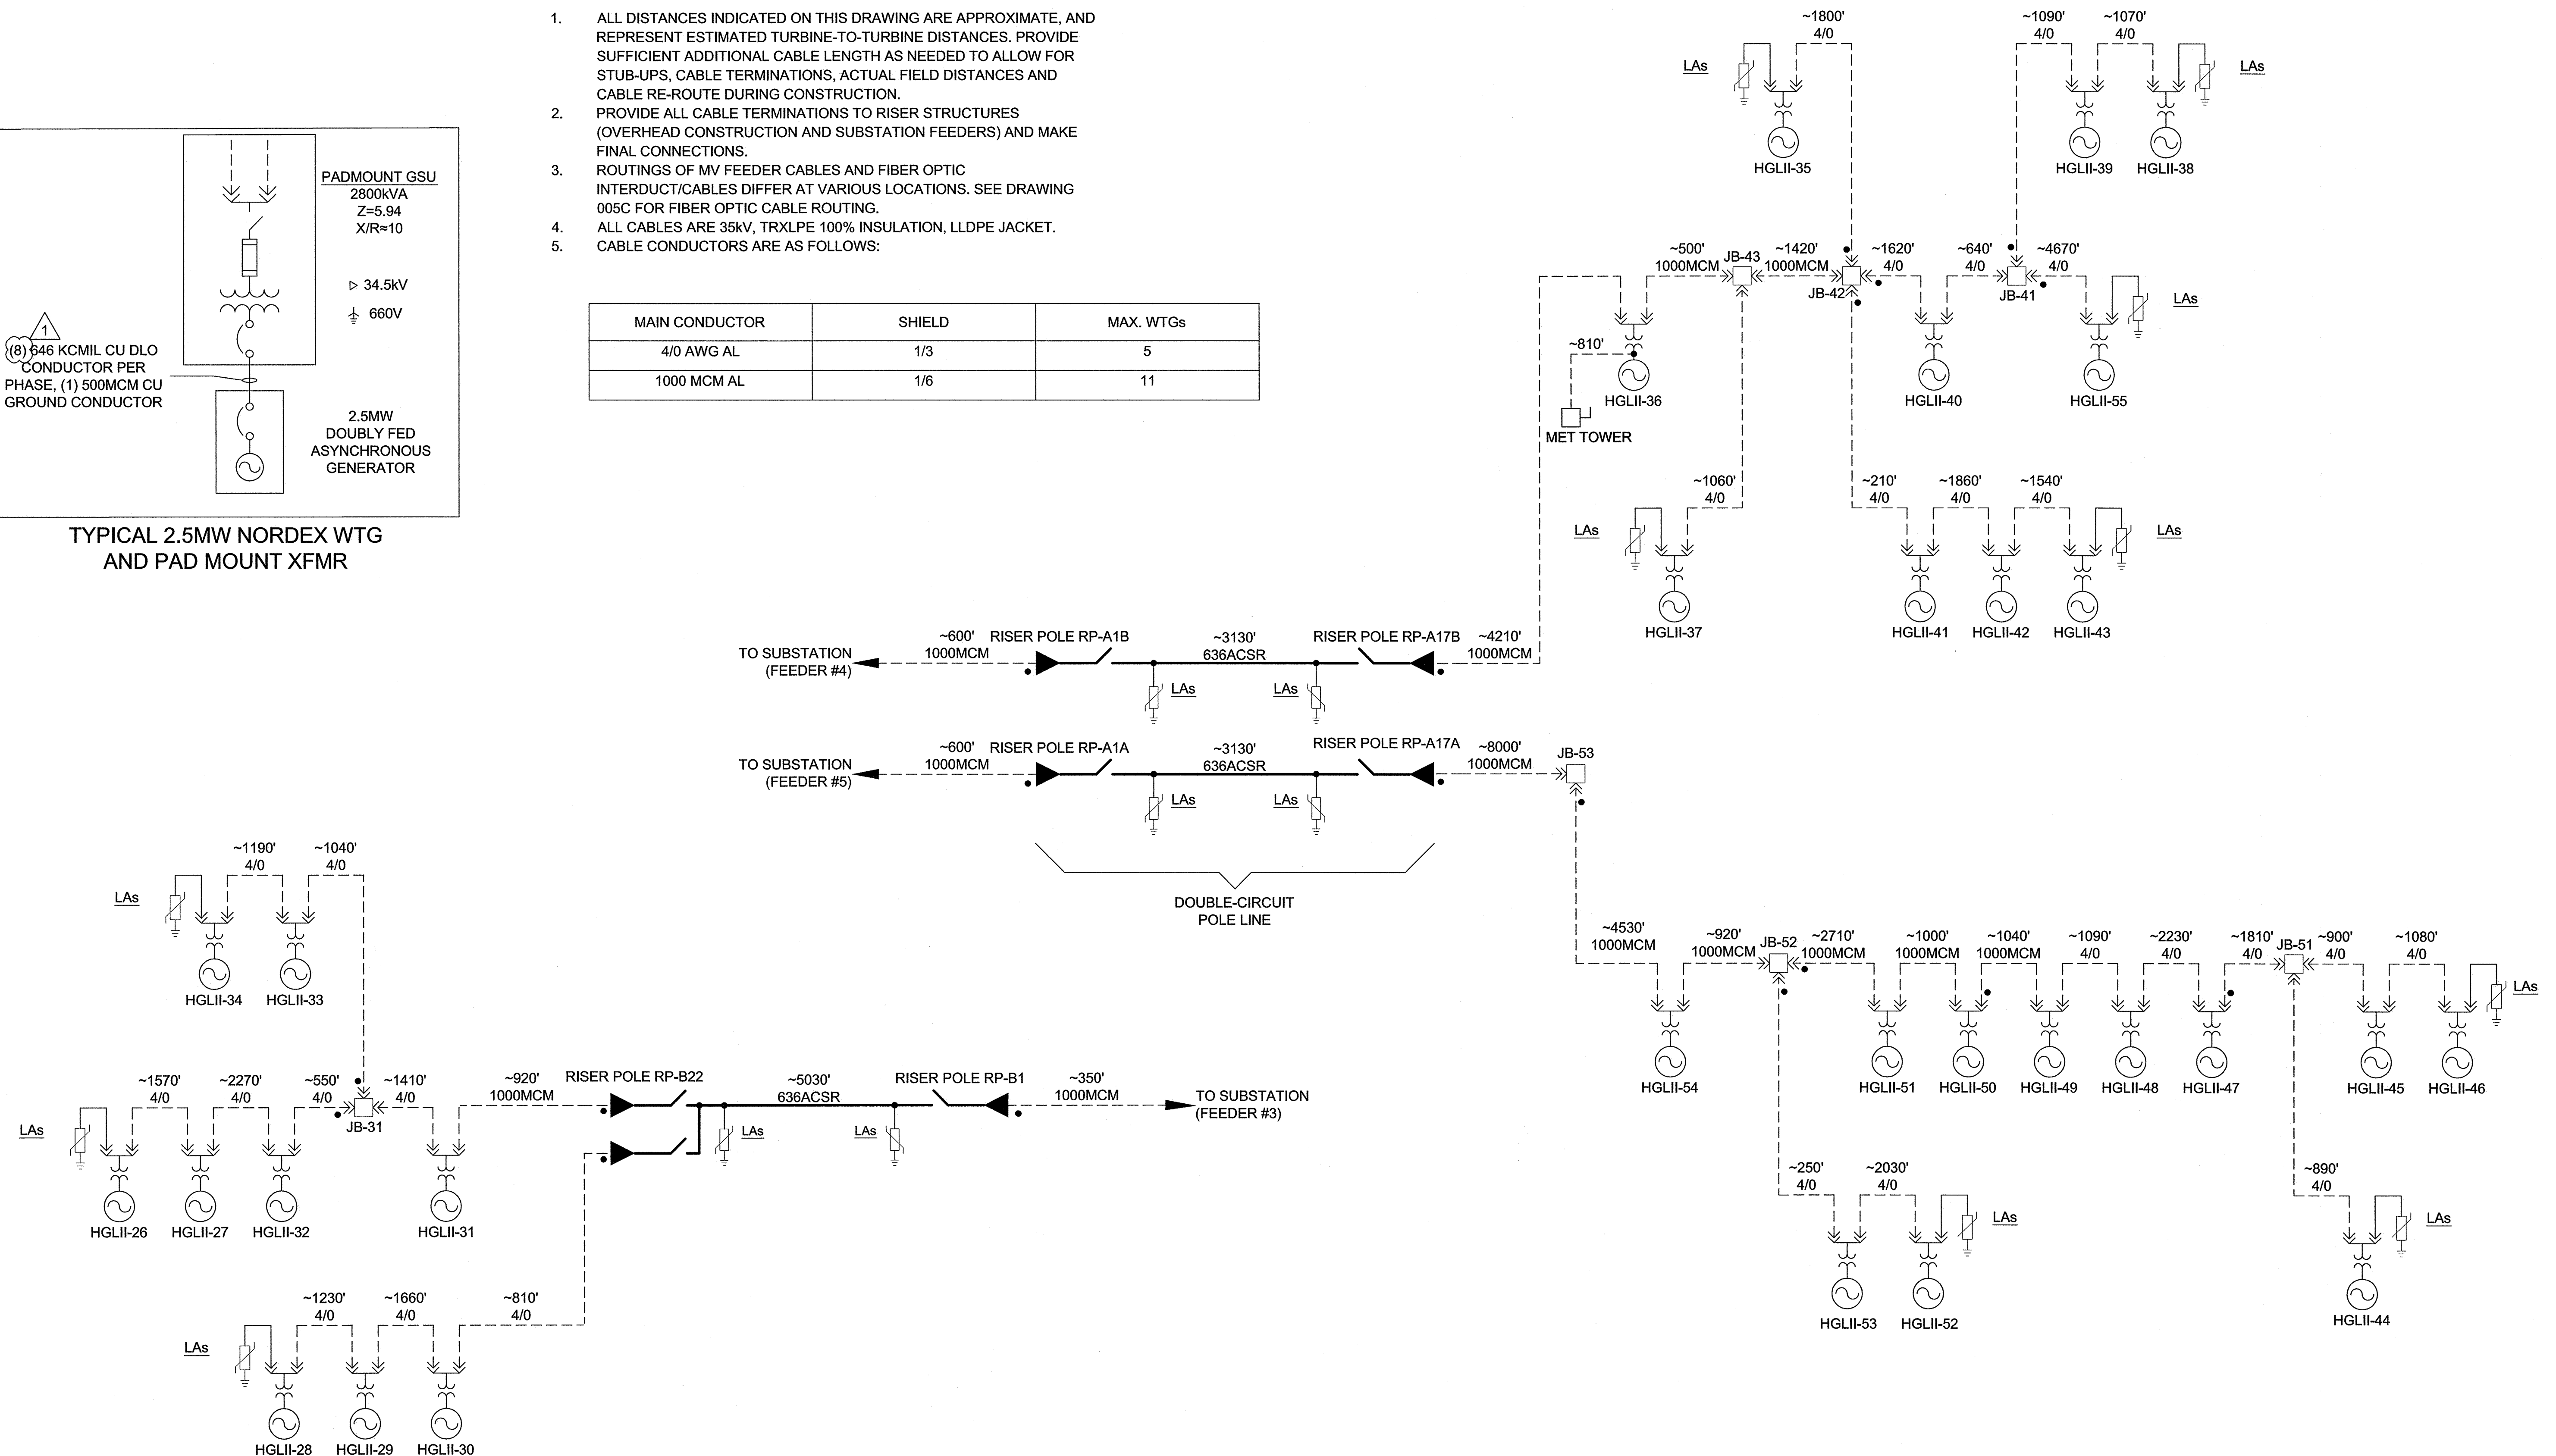 1. ALL DISTANCES INDICATED ON THIS DRAWING ARE APPROXIMATE, AND
REPRESENT ESTIMATED TURBINE-TO-TURBINE DISTANCES. PROVIDE
SUFFICIENT ADDITIONAL CABLE LENGTH AS NEEDED TO ALLOW FOR
STUB-UPS, CABLE TERMINATIONS, ACTUAL FIELD DISTANCES AND
CABLE RE-ROUTE DURING CONSTRUCTION.
2. PROVIDE ALL CABLE TERMINATIONS TO RISER STRUCTURES
(OVERHEAD CONSTRUCTION AND SUBSTATION FEEDERS) AND MAKE
FINAL CONNECTIONS.
3. ROUTINGS OF MV FEEDER CABLES AND FIBER OPTIC
INTERDUCT/CABLES DIFFER AT VARIOUS LOCATIONS. SEE DRAWING
005C FOR FIBER OPTIC CABLE ROUTING.
4. ALL CABLES ARE 35kV, TRXLPE 100% INSULATION, LLDPE JACKET.
5. CABLE CONDUCTORS ARE AS FOLLOWS:
MAIN CONDUCTOR SHIELD MAX. WTGs
4/0 AWG AL 1/3 5
1000 MCM AL 1/6 11
PADMOUNT GSU
2800kVA
Z=5.94
X/R≈10
34.5kV
660V
1
(8) 646 KCMIL CU DLO
CONDUCTOR PER
PHASE, (1) 500MCM CU
GROUND CONDUCTOR
2.5MW
DOUBLY FED
ASYNCHRONOUS
GENERATOR
TYPICAL 2.5MW NORDEX WTG
AND PAD MOUNT XFMR
~1800' ~1090' ~1070'
4/0 4/0 4/0
LAs LAs
HGLII-35 HGLII-39 HGLII-38
~500' JB-43 ~1420' ~1620' ~640' ~4670'
1000MCM 1000MCM 4/0 4/0 4/0
JB-42 JB-41
LAs
~810'
HGLII-36 HGLII-40 HGLII-55
MET TOWER
~1060' ~210' ~1860' ~1540'
4/0 4/0 4/0 4/0
LAs LAs
HGLII-37 HGLII-41 HGLII-42 HGLII-43
~600' RISER POLE RP-A1B ~3130' RISER POLE RP-A17B ~4210'
TO SUBSTATION 1000MCM 636ACSR 1000MCM
(FEEDER #4)
LAs LAs
~600' RISER POLE RP-A1A ~3130' RISER POLE RP-A17A ~8000' JB-53
TO SUBSTATION 1000MCM 636ACSR 1000MCM
(FEEDER #5)
LAs LAs
DOUBLE-CIRCUIT
POLE LINE
~1190' ~1040'
4/0 4/0
LAs
HGLII-34 HGLII-33
~4530' ~920' JB-52 ~2710' ~1000' ~1040' ~1090' ~2230' ~1810' JB-51 ~900' ~1080'
1000MCM 1000MCM 1000MCM 1000MCM 1000MCM 4/0 4/0 4/0 4/0 4/0
LAs
HGLII-54 HGLII-51 HGLII-50 HGLII-49 HGLII-48 HGLII-47 HGLII-45 HGLII-46
~1570' ~2270' ~550' ~1410' ~920' RISER POLE RP-B22 ~5030' RISER POLE RP-B1 ~350'
4/0 4/0 4/0 4/0 1000MCM 636ACSR 1000MCM TO SUBSTATION
(FEEDER #3)
JB-31
LAs LAs LAs
HGLII-26 HGLII-27 HGLII-32 HGLII-31
~250' ~2030' ~890'
4/0 4/0 4/0
LAs LAs
HGLII-53 HGLII-52 HGLII-44
~1230' ~1660' ~810'
4/0 4/0 4/0
LAs
HGLII-28 HGLII-29 HGLII-30